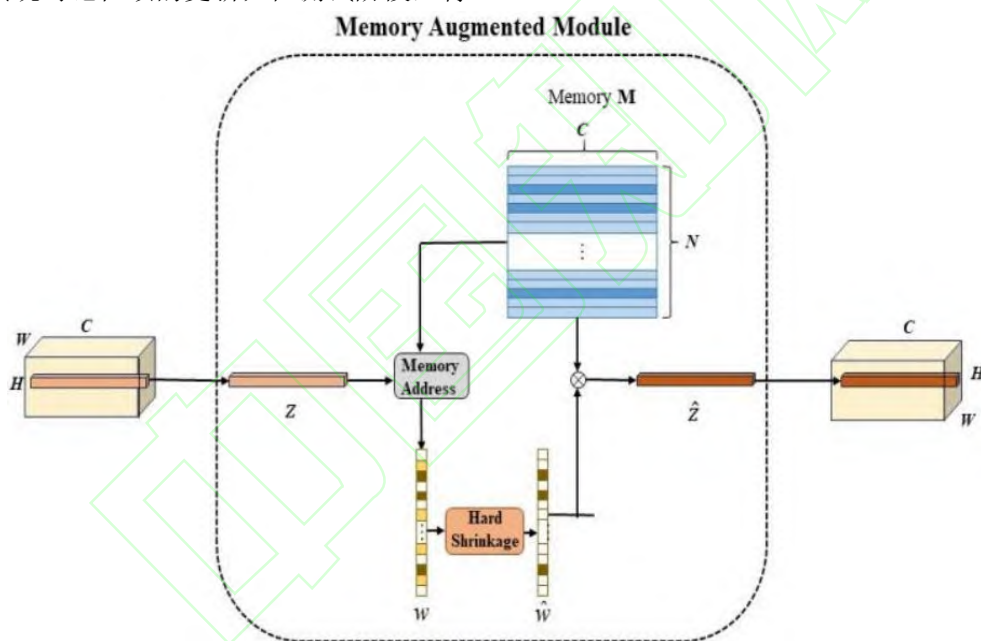 Memory Augmented Module
Memory M
C
N
W
C
H
Z
Memory
Address
Ẑ
C
H
W
Hard
Shrinkage
w
ŵ